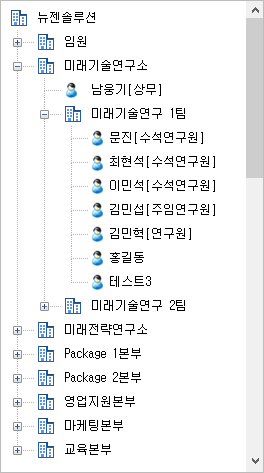 뉴젠솔루션
임원
미래기술연구소
남웅기[상무]
미래기술연구 1팀
문진[수석연구원]
최현석[수석연구원]
이민석[수석연구원]
김민섭[주임연구원]
김민혁[연구원]
홍길동
테스트3
미래기술연구 2팀
미래전략연구소
Package 1본부
Package 2본부
영업지원본부
마케팅본부
교육본부